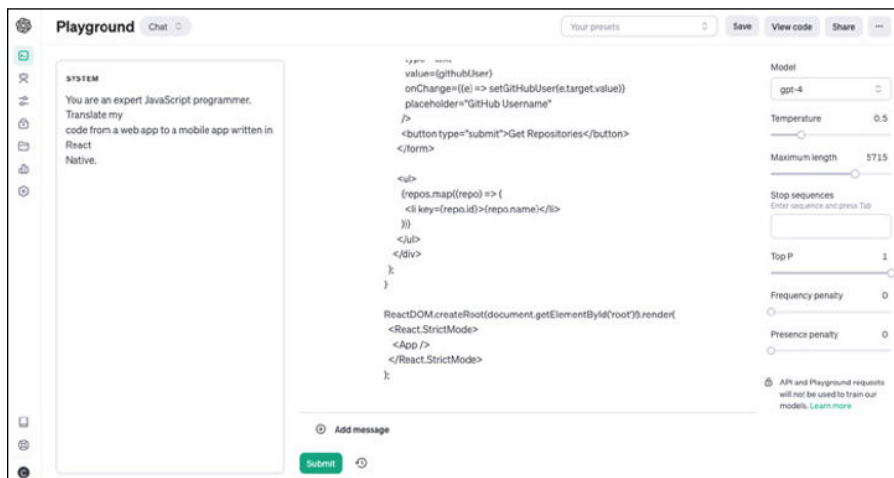 Playground
Chat
Your presets
Save
View code
Share
SYSTEM
You are an expert JavaScript programmer.
Translate my
code from a web app to a mobile app written in
React
Native.
value={githubUser}
onChange={(e) => setGitHubUser(e.target.value)}
placeholder="GitHub Username"
/>
<button type="submit">Get Repositories</button>
</form>
<ul>
{repos.map((repo) => (
<li key={repo.id}>{repo.name}</li>
))}
</ul>
</div>
);
}
ReactDOM.createRoot(document.getElementById('root')!).render(
<React.StrictMode>
<App />
</React.StrictMode>
);
Add message
Submit
Model
gpt-4
Temperature 0.5
Maximum length 5715
Stop sequences
Enter sequence and press Tab
Top P 1
Frequency penalty 0
Presence penalty 0
API and Playground requests
will not be used to train our
models. Learn more
C